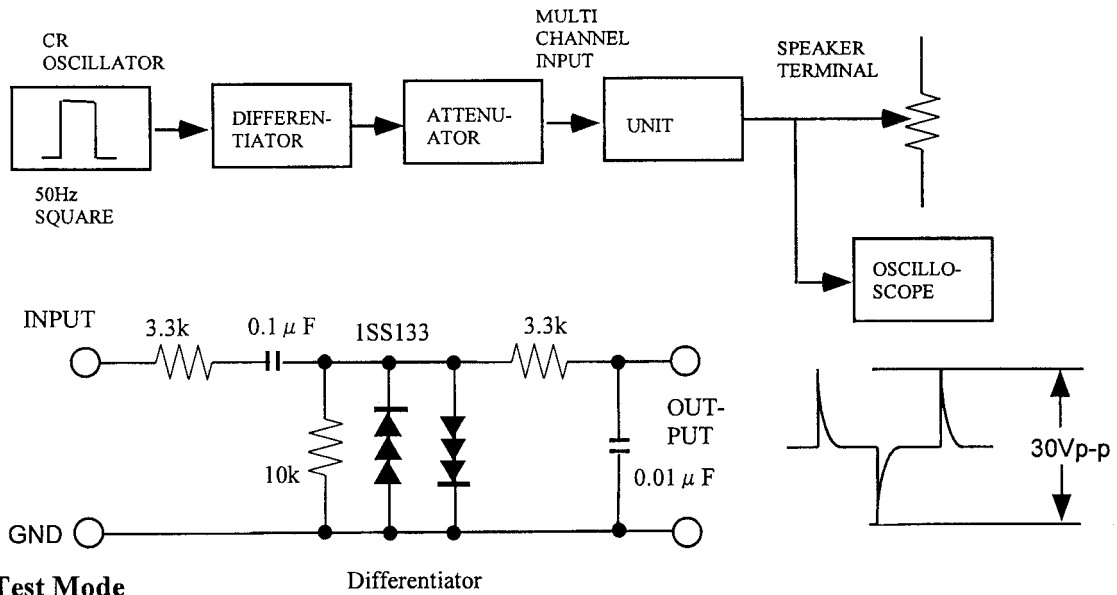 CR
OSCILLATOR
50Hz
SQUARE
DIFFEREN-
TIATOR
ATTENU-
ATOR
MULTI
CHANNEL
INPUT
UNIT
SPEAKER
TERMINAL
OSCILLO-
SCOPE
INPUT
3.3k
0.1 μ F
1SS133
3.3k
10k
OUT-
PUT
0.01 μ F
GND
30Vp-p
Test Mode
Differentiator